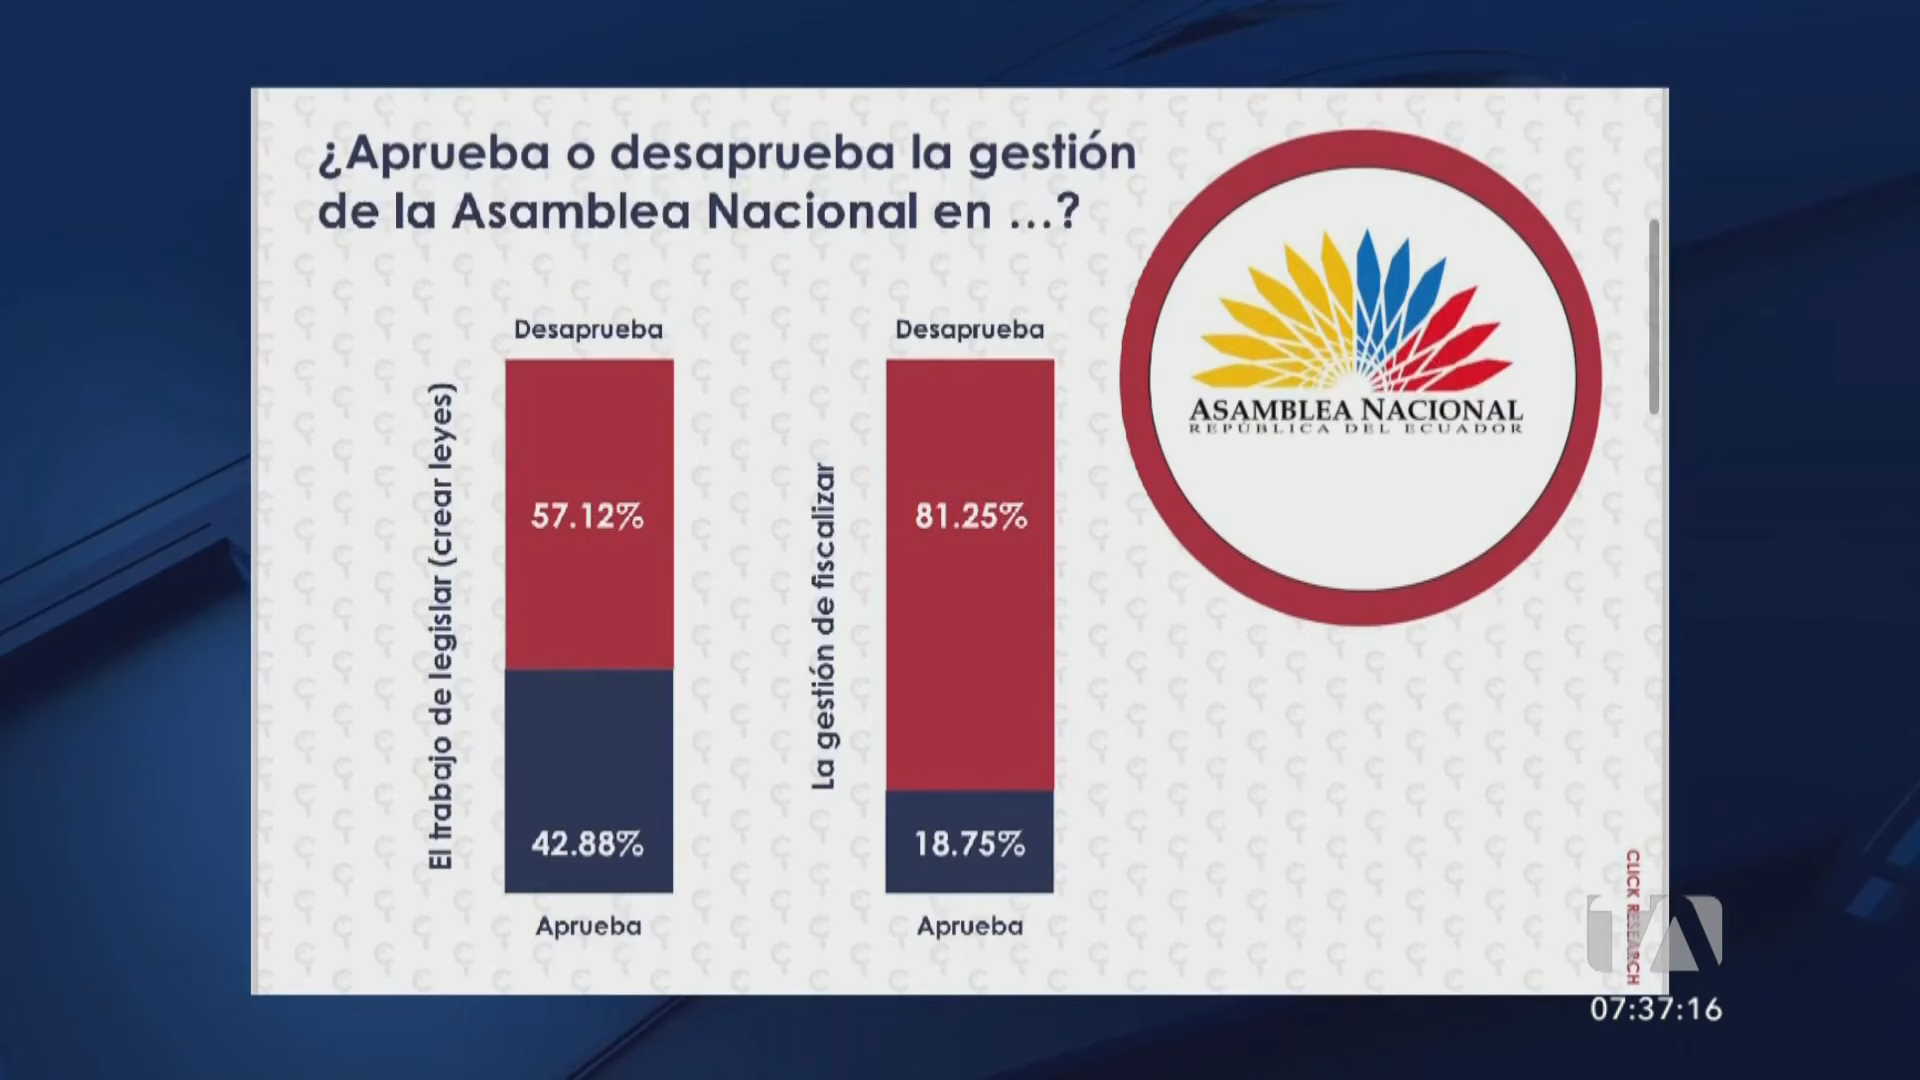 ¿Aprueba o desaprueba la gestión
de la Asamblea Nacional en ...?
El trabajo de legislar (crear leyes)
Desaprueba
57.12%
42.88%
Aprueba
La gestión de fiscalizar
Desaprueba
81.25%
18.75%
Aprueba
ASAMBLEA NACIONAL
REPÚBLICA DEL ECUADOR
CLICK RESEARCH
TA
07:37:16